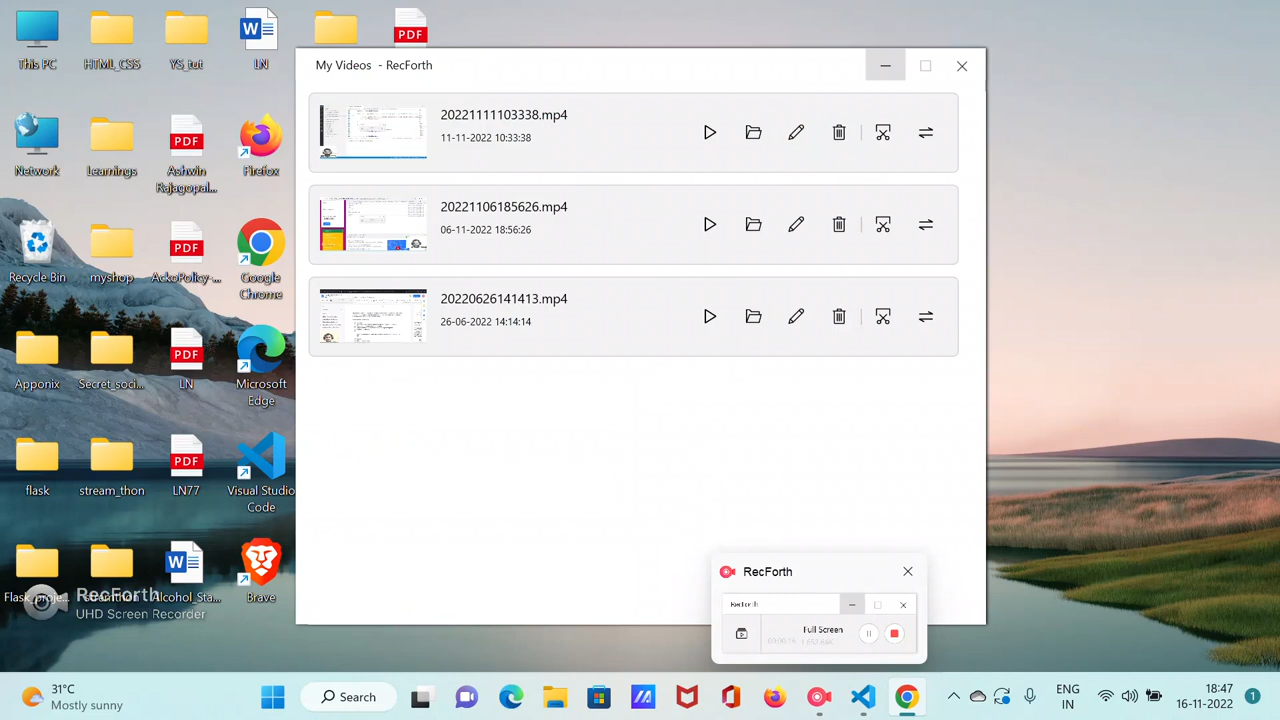 This PC
HTML_CSS
YS_tut
LN
PDF
My Videos - RecForth
20221111103338.mp4
11-11-2022 10:33:38
20221106185626.mp4
06-11-2022 18:56:26
20220626141413.mp4
26-06-2022 14:14:14
Network
Learnings
PDF
Ashwin
Rajagopal...
Firefox
Recycle Bin
myshop
PDF
AckoPolicy-...
Google
Chrome
Apponix
Secret_soci...
PDF
LN
Microsoft
Edge
flask
stream_thon
PDF
LN77
Visual Studio
Code
Flask_proje...
Alcohol_Sta...
Brave
RecForth
UHD Screen Recorder
RecForth
RecForth
Full Screen
31°C
Mostly sunny
Search
ENG
IN
18:47
16-11-2022
1